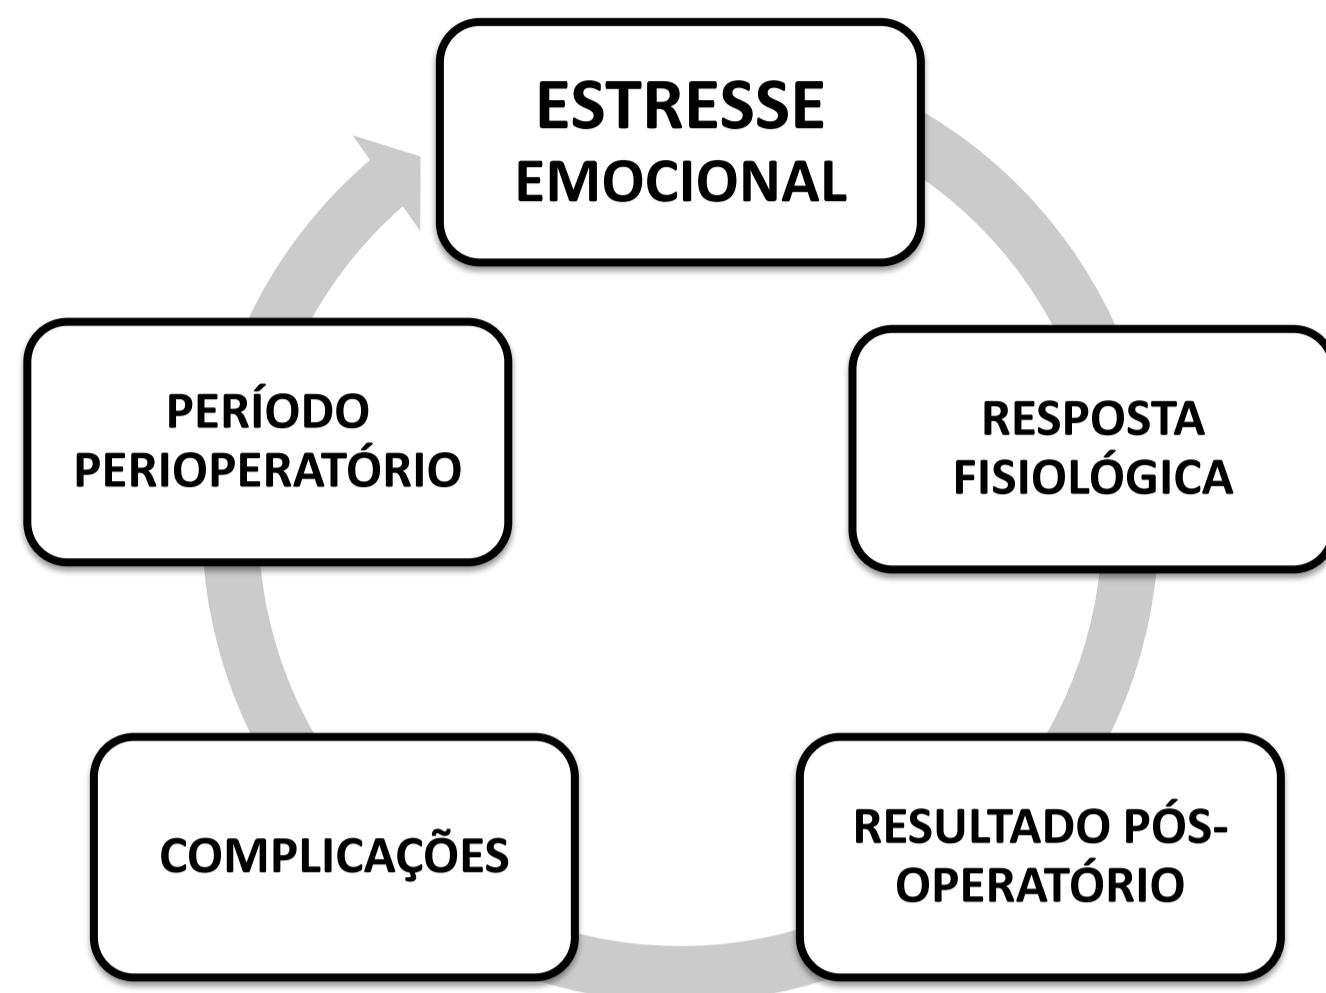 ESTRESSE
EMOCIONAL
PERÍODO
PERIOPERATÓRIO
RESPOSTA
FISIOLÓGICA
COMPLICAÇÕES
RESULTADO PÓS-
OPERATÓRIO